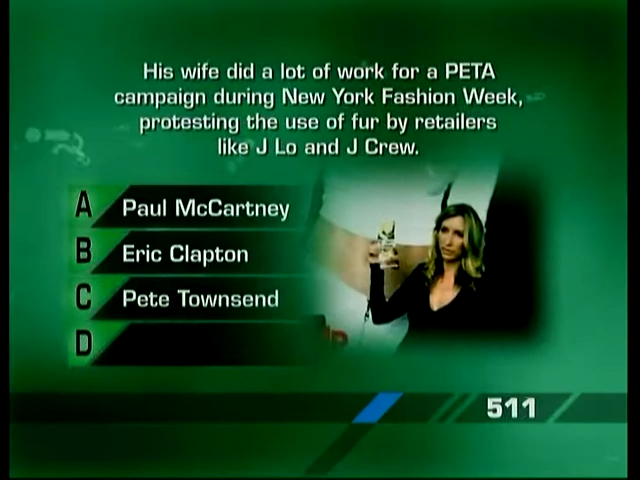 His wife did a lot of work for a PETA
campaign during New York Fashion Week,
protesting the use of fur by retailers
like J Lo and J Crew.
A Paul McCartney
B Eric Clapton
C Pete Townsend
D
511